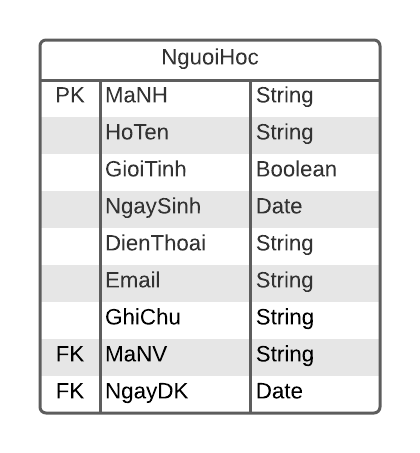 NguoiHoc
PK MaNH String
HoTen String
GioiTinh Boolean
NgaySinh Date
DienThoai String
Email String
GhiChu String
FK MaNV String
FK NgayDK Date